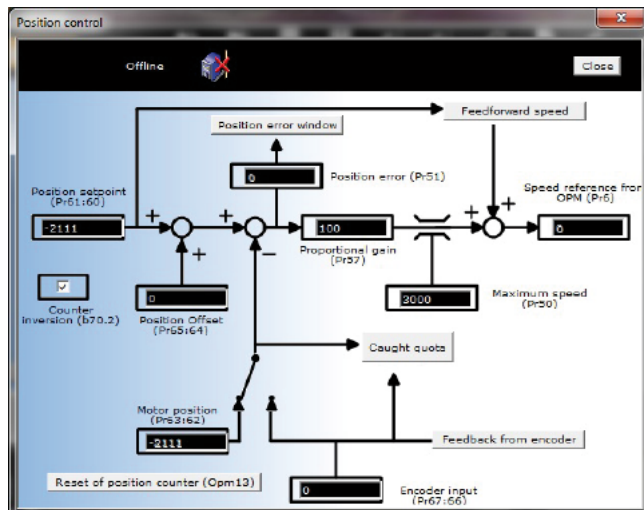 Position control
Offline
Close
Feedforward speed
Position error window
0
Position error (Pr51)
Position setpoint
(Pr61:60)
-2111
Speed reference from
OPM (Pr6)
100
0
Proportional gain
(Pr57)
3000
Maximum speed
(Pr50)
Counter
inversion (b70.2)
0
Position Offset
(Pr65:64)
Caught quota
Motor position
(Pr63:62)
-2111
Feedback from encoder
Reset of position counter (Opm13)
0
Encoder input
(Pr67:66)